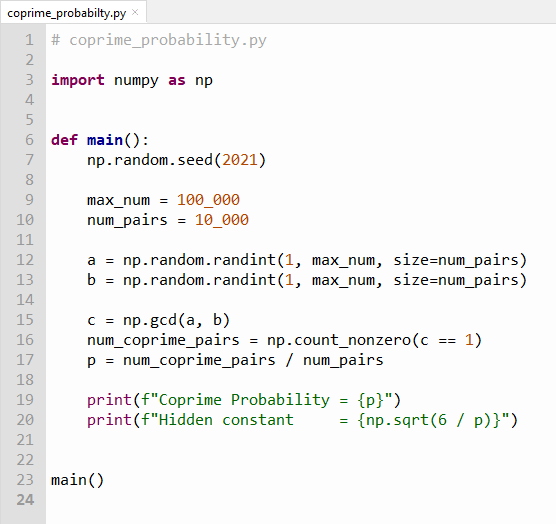 coprime_probabilty.py ×
1 # coprime_probability.py
2
3 import numpy as np
4
5
6 def main():
7     np.random.seed(2021)
8
9     max_num = 100_000
10     num_pairs = 10_000
11
12     a = np.random.randint(1, max_num, size=num_pairs)
13     b = np.random.randint(1, max_num, size=num_pairs)
14
15     c = np.gcd(a, b)
16     num_coprime_pairs = np.count_nonzero(c == 1)
17     p = num_coprime_pairs / num_pairs
18
19     print(f"Coprime Probability = {p}")
20     print(f"Hidden constant     = {np.sqrt(6 / p)}")
21
22
23 main()
24